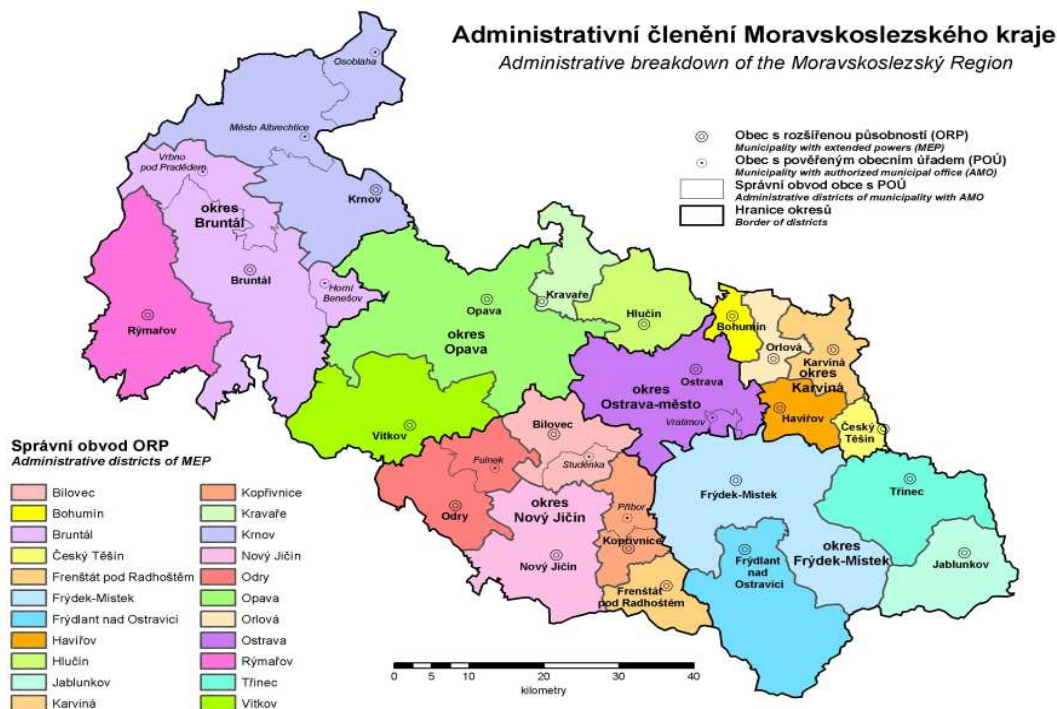 Administrativní členění Moravskoslezského kraje
Administrative breakdown of the Moravskoslezský Region
Obec s rozšířenou působností (ORP)
Municipality with extended powers (MEP)
Obec s pověřeným obecním úřadem (POÚ)
Municipality with authorized municipal office (AMO)
Správní obvod obce s POÚ
Administrative districts of municipality with AMO
Hranice okresů
Border of districts
Osoblaha
Město Albrechtice
Vrbno
pod Pradědem
Krnov
okres
Bruntál
Bruntál
Horní
Benešov
Rýmařov
Opava
okres
Opava
Kravaře
Hlučín
Bohumín
Orlová
Karviná
okres
Karviná
Ostrava
okres
Ostrava-město
Vratimov
Havířov
Český
Těšín
Vítkov
Bílovec
Studénka
Fulnek
Odry
okres
Nový Jičín
Nový Jičín
Příbor
Kopřivnice
Frenštát
pod Radhoštěm
Frýdek-Místek
Frýdlant
nad
Ostravicí
okres
Frýdek-Místek
Třinec
Jablunkov
Správní obvod ORP
Administrative districts of MEP
Bílovec
Bohumín
Bruntál
Český Těšín
Frenštát pod Radhoštěm
Frýdek-Místek
Frýdlant nad Ostravicí
Havířov
Hlučín
Jablunkov
Karviná
Kopřivnice
Kravaře
Krnov
Nový Jičín
Odry
Opava
Orlová
Ostrava
Rýmařov
Třinec
Vítkov
0 5 10 20 30 40
kilometry